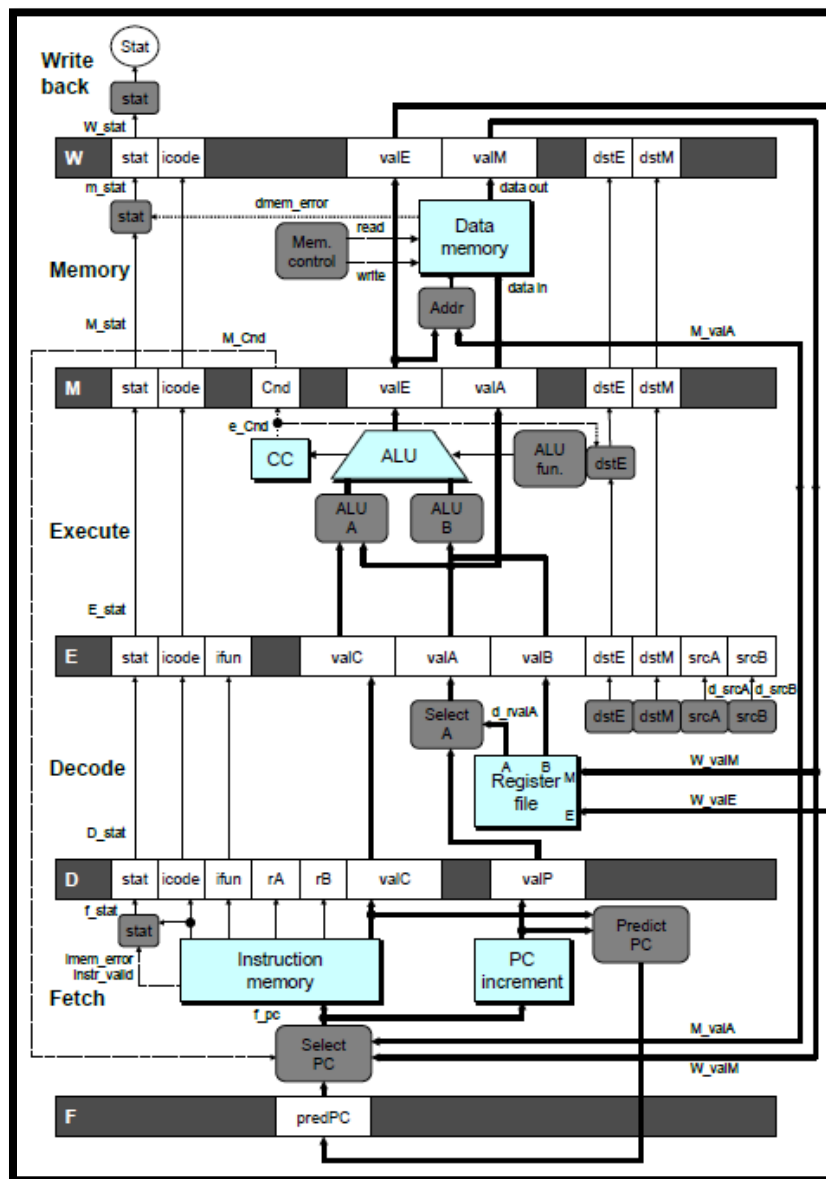 Stat
Write
back
stat
W_stat
W stat icode valE valM dstE dstM
m_stat
data out
stat
dmem_error
Data
memory
read
Mem.
control
write
data in
Memory
Addr
M_stat
M_Cnd
M_valA
M stat icode Cnd valE valA dstE dstM
e_Cnd
CC
ALU
ALU
fun.
dstE
ALU
A
ALU
B
Execute
E_stat
E stat icode ifun valC valA valB dstE dstM srcA srcB
d_srcA d_srcB
dstE dstM srcA srcB
Select
A
d_rvalA
Decode
A B
M
Register
file
E
W_valM
W_valE
D_stat
D stat icode ifun rA rB valC valP
f_stat
stat
Predict
PC
Imem_error
Instr_valid
Instruction
memory
PC
increment
Fetch
f_pc
M_valA
Select
PC
W_valM
F predPC